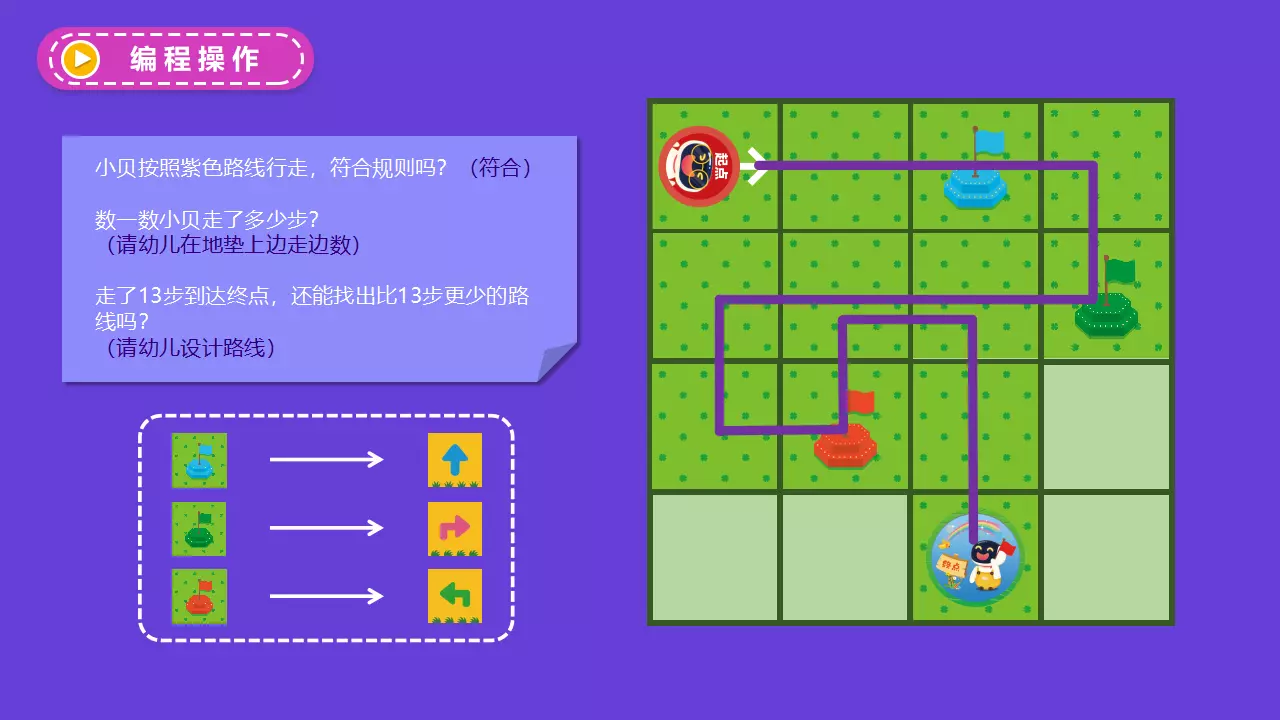 编程操作
小贝按照紫色路线行走，符合规则吗？（符合）
数一数小贝走了多少步？
（请幼儿在地垫上边走边数）
走了13步到达终点，还能找出比13步更少的路
线吗？
（请幼儿设计路线）
起点
终点